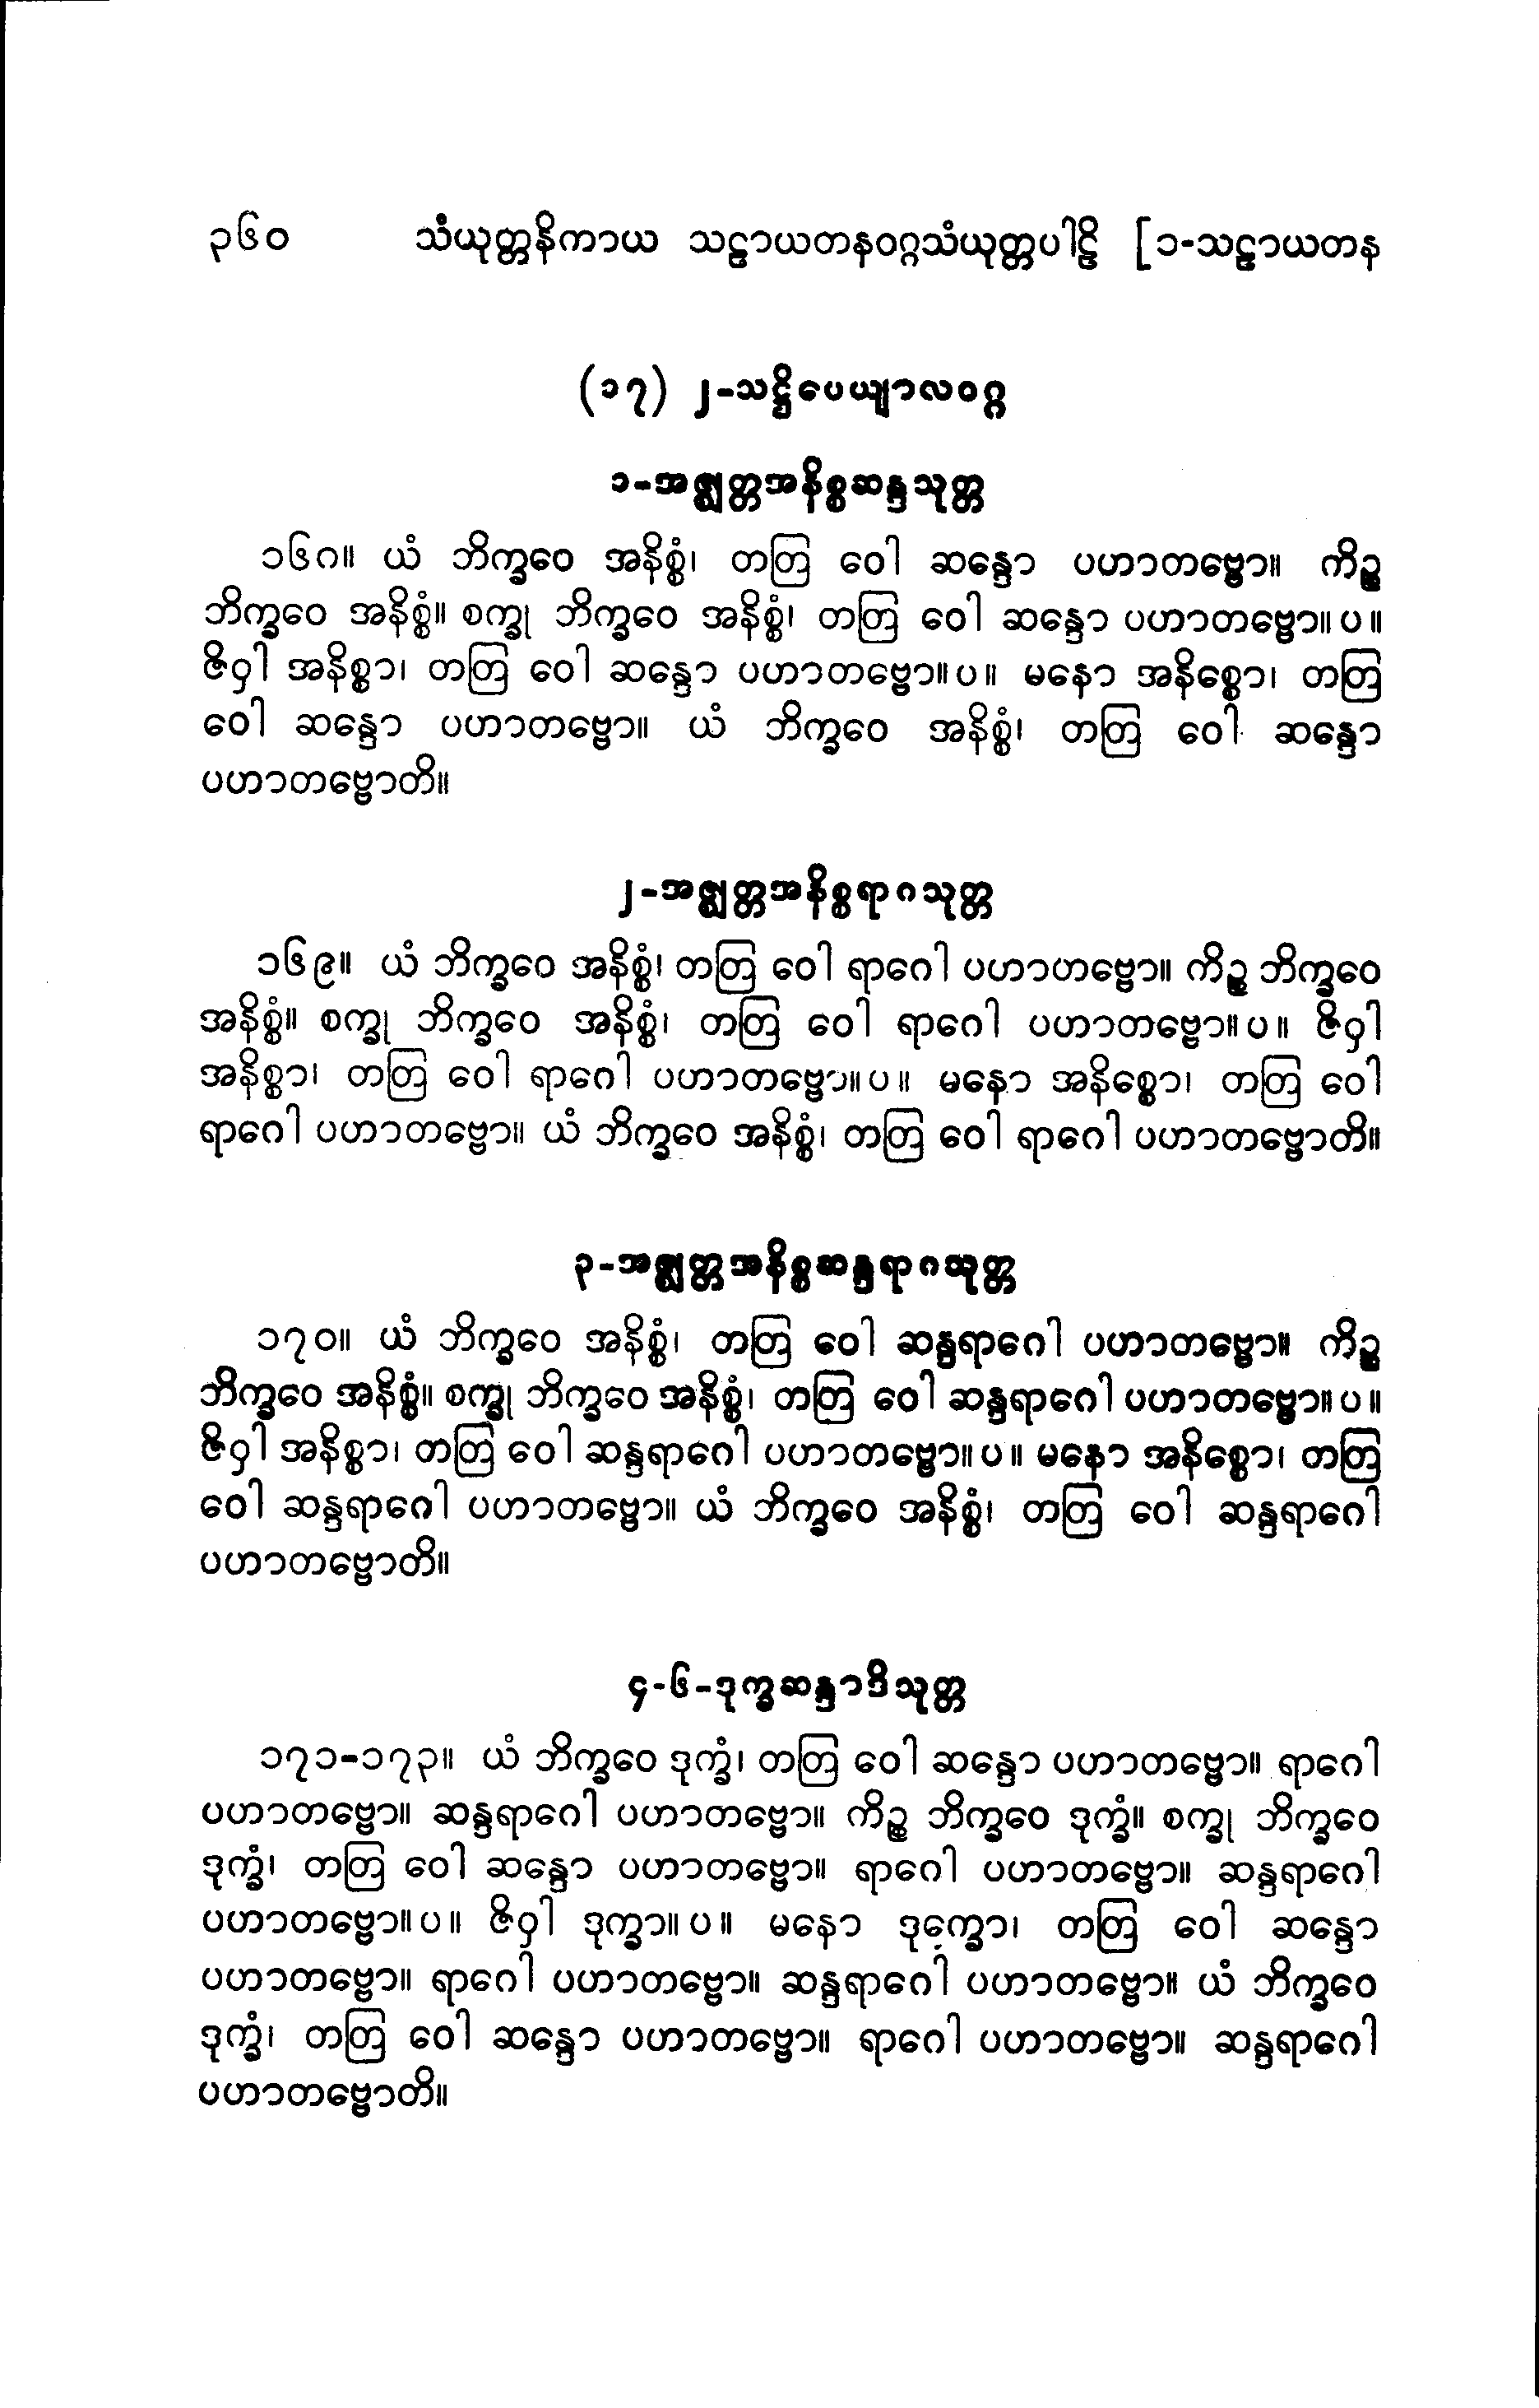 ၃၆၀ သံယုတ္တနိကာယ သဠာယတနဝဂ္ဂသံယုတ္တပါဠိ [၁-သဠာယတန
(၁၇) ၂-သဋ္ဌိပေယျာလဝဂ္ဂ
၁-အဇ္ဈတ္တအနိစ္စဆန္ဒသုတ္တ
၁၆၈။ ယံ ဘိက္ခဝေ အနိစ္စံ၊ တတြ ဝေါ ဆန္ဒော ပဟာတဗ္ဗော။ ကိဉ္စ
ဘိက္ခဝေ အနိစ္စံ။ စက္ခု ဘိက္ခဝေ အနိစ္စံ၊ တတြ ဝေါ ဆန္ဒော ပဟာတဗ္ဗော။ပ။
ဇိဝှါ အနိစ္စာ၊ တတြ ဝေါ ဆန္ဒော ပဟာတဗ္ဗော။ပ။ မနော အနိစ္စော၊ တတြ
ဝေါ ဆန္ဒော ပဟာတဗ္ဗော။ ယံ ဘိက္ခဝေ အနိစ္စံ၊ တတြ ဝေါ ဆန္ဒော
ပဟာတဗ္ဗောတိ။
၂-အဇ္ဈတ္တအနိစ္စရာဂသုတ္တ
၁၆၉။ ယံ ဘိက္ခဝေ အနိစ္စံ၊ တတြ ဝေါ ရာဂေါ ပဟာဟဗ္ဗော။ ကိဉ္စ ဘိက္ခဝေ
အနိစ္စံ။ စက္ခု ဘိက္ခဝေ အနိစ္စံ၊ တတြ ဝေါ ရာဂေါ ပဟာတဗ္ဗော။ပ။ ဇိဝှါ
အနိစ္စာ၊ တတြ ဝေါ ရာဂေါ ပဟာတဗ္ဗော။ပ။ မနော အနိစ္စော၊ တတြ ဝေါ
ရာဂေါ ပဟာတဗ္ဗော။ ယံ ဘိက္ခဝေ အနိစ္စံ၊ တတြ ဝေါ ရာဂေါ ပဟာတဗ္ဗောတိ။
၃-အဇ္ဈတ္တအနိစ္စဆန္ဒရာဂသုတ္တ
၁၇၀။ ယံ ဘိက္ခဝေ အနိစ္စံ၊ တတြ ဝေါ ဆန္ဒရာဂေါ ပဟာတဗ္ဗော။ ကိဉ္စ
ဘိက္ခဝေ အနိစ္စံ။ စက္ခု ဘိက္ခဝေ အနိစ္စံ၊ တတြ ဝေါ ဆန္ဒရာဂေါ ပဟာတဗ္ဗော။ပ။
ဇိဝှါ အနိစ္စာ၊ တတြ ဝေါ ဆန္ဒရာဂေါ ပဟာတဗ္ဗော။ပ။ မနော အနိစ္စော၊ တတြ
ဝေါ ဆန္ဒရာဂေါ ပဟာတဗ္ဗော။ ယံ ဘိက္ခဝေ အနိစ္စံ၊ တတြ ဝေါ ဆန္ဒရာဂေါ
ပဟာတဗ္ဗောတိ။
၄-၆-ဒုက္ခဆန္ဒာဒိသုတ္တ
၁၇၁-၁၇၃။ ယံ ဘိက္ခဝေ ဒုက္ခံ၊ တတြ ဝေါ ဆန္ဒော ပဟာတဗ္ဗော။ ရာဂေါ
ပဟာတဗ္ဗော။ ဆန္ဒရာဂေါ ပဟာတဗ္ဗော။ ကိဉ္စ ဘိက္ခဝေ ဒုက္ခံ။ စက္ခု ဘိက္ခဝေ
ဒုက္ခံ၊ တတြ ဝေါ ဆန္ဒော ပဟာတဗ္ဗော။ ရာဂေါ ပဟာတဗ္ဗော။ ဆန္ဒရာဂေါ
ပဟာတဗ္ဗော။ပ။ ဇိဝှါ ဒုက္ခာ။ပ။ မနော ဒုက္ခော၊ တတြ ဝေါ ဆန္ဒော
ပဟာတဗ္ဗော။ ရာဂေါ ပဟာတဗ္ဗော။ ဆန္ဒရာဂေါ ပဟာတဗ္ဗော။ ယံ ဘိက္ခဝေ
ဒုက္ခံ၊ တတြ ဝေါ ဆန္ဒော ပဟာတဗ္ဗော။ ရာဂေါ ပဟာတဗ္ဗော။ ဆန္ဒရာဂေါ
ပဟာတဗ္ဗောတိ။